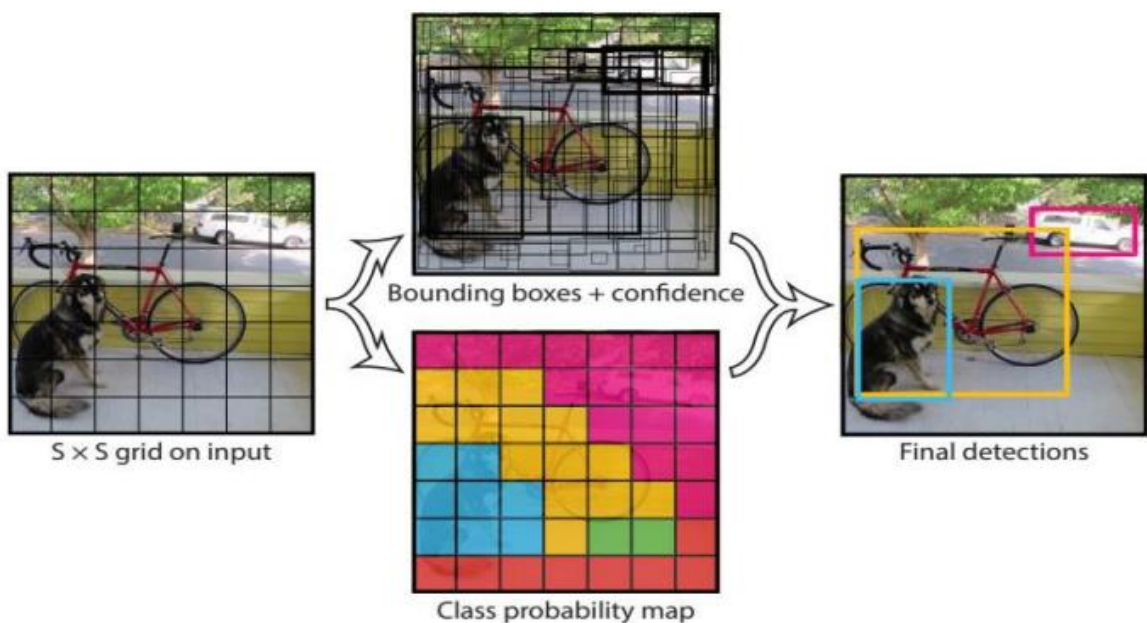 Bounding boxes + confidence
S × S grid on input
Final detections
Class probability map